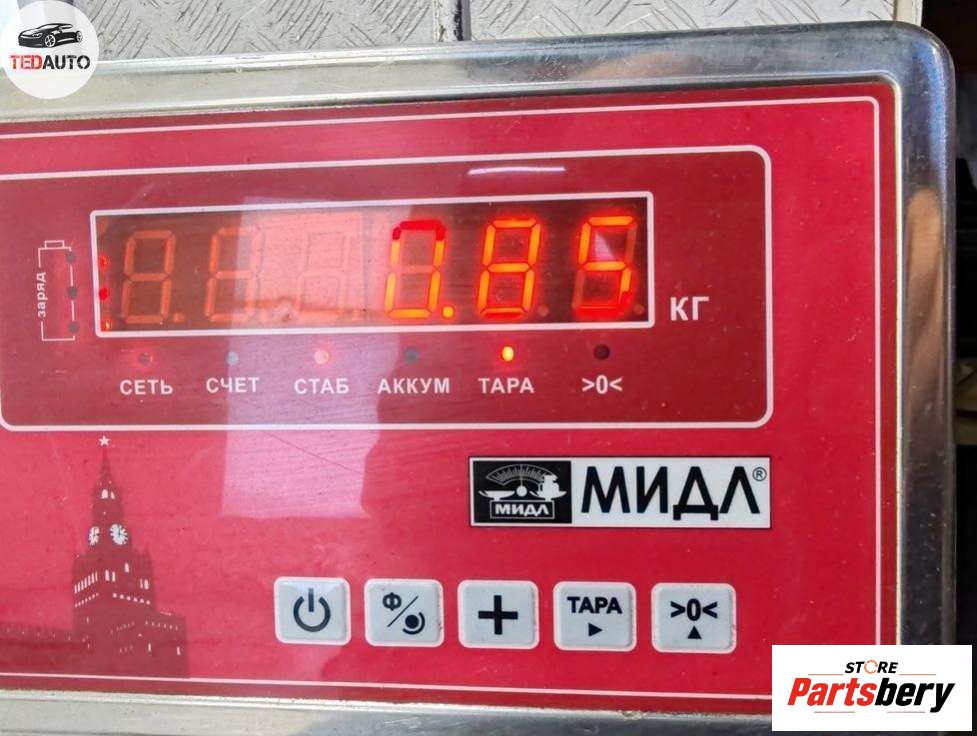 TEDAUTO
заряд
0.85
КГ
СЕТЬ СЧЕТ СТАБ АККУМ ТАРА >0<
МИДЛ МИДЛ®
Ф ТАРА >0<
STORE
Partsbery